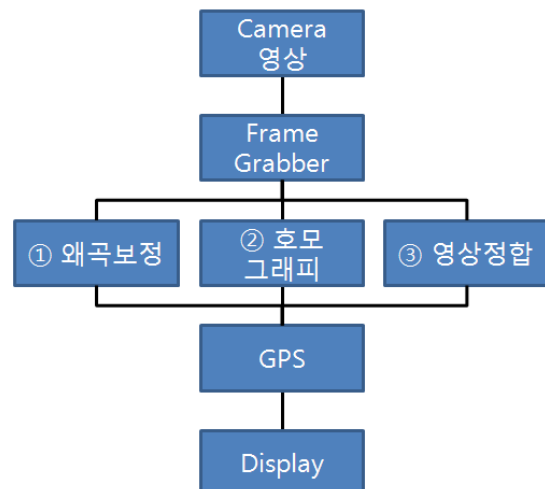 Camera
영상
Frame
Grabber
① 왜곡보정
② 호모
그래피
③ 영상정합
GPS
Display